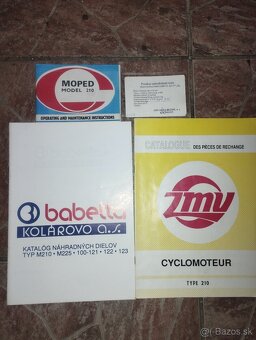 MOPED
MODEL 210
OPERATING AND MAINTENANCE INSTRUCTIONS
babetta
KOLÁROVO a.s.
KATALÓG NÁHRADNÝCH DIELOV
TYP M210 • M225 • 100-121 • 122 • 123
CATALOGUE DES PIÈCES DE RECHANGE
zmv
CYCLOMOTEUR
TYPE 210
© bazos.sk